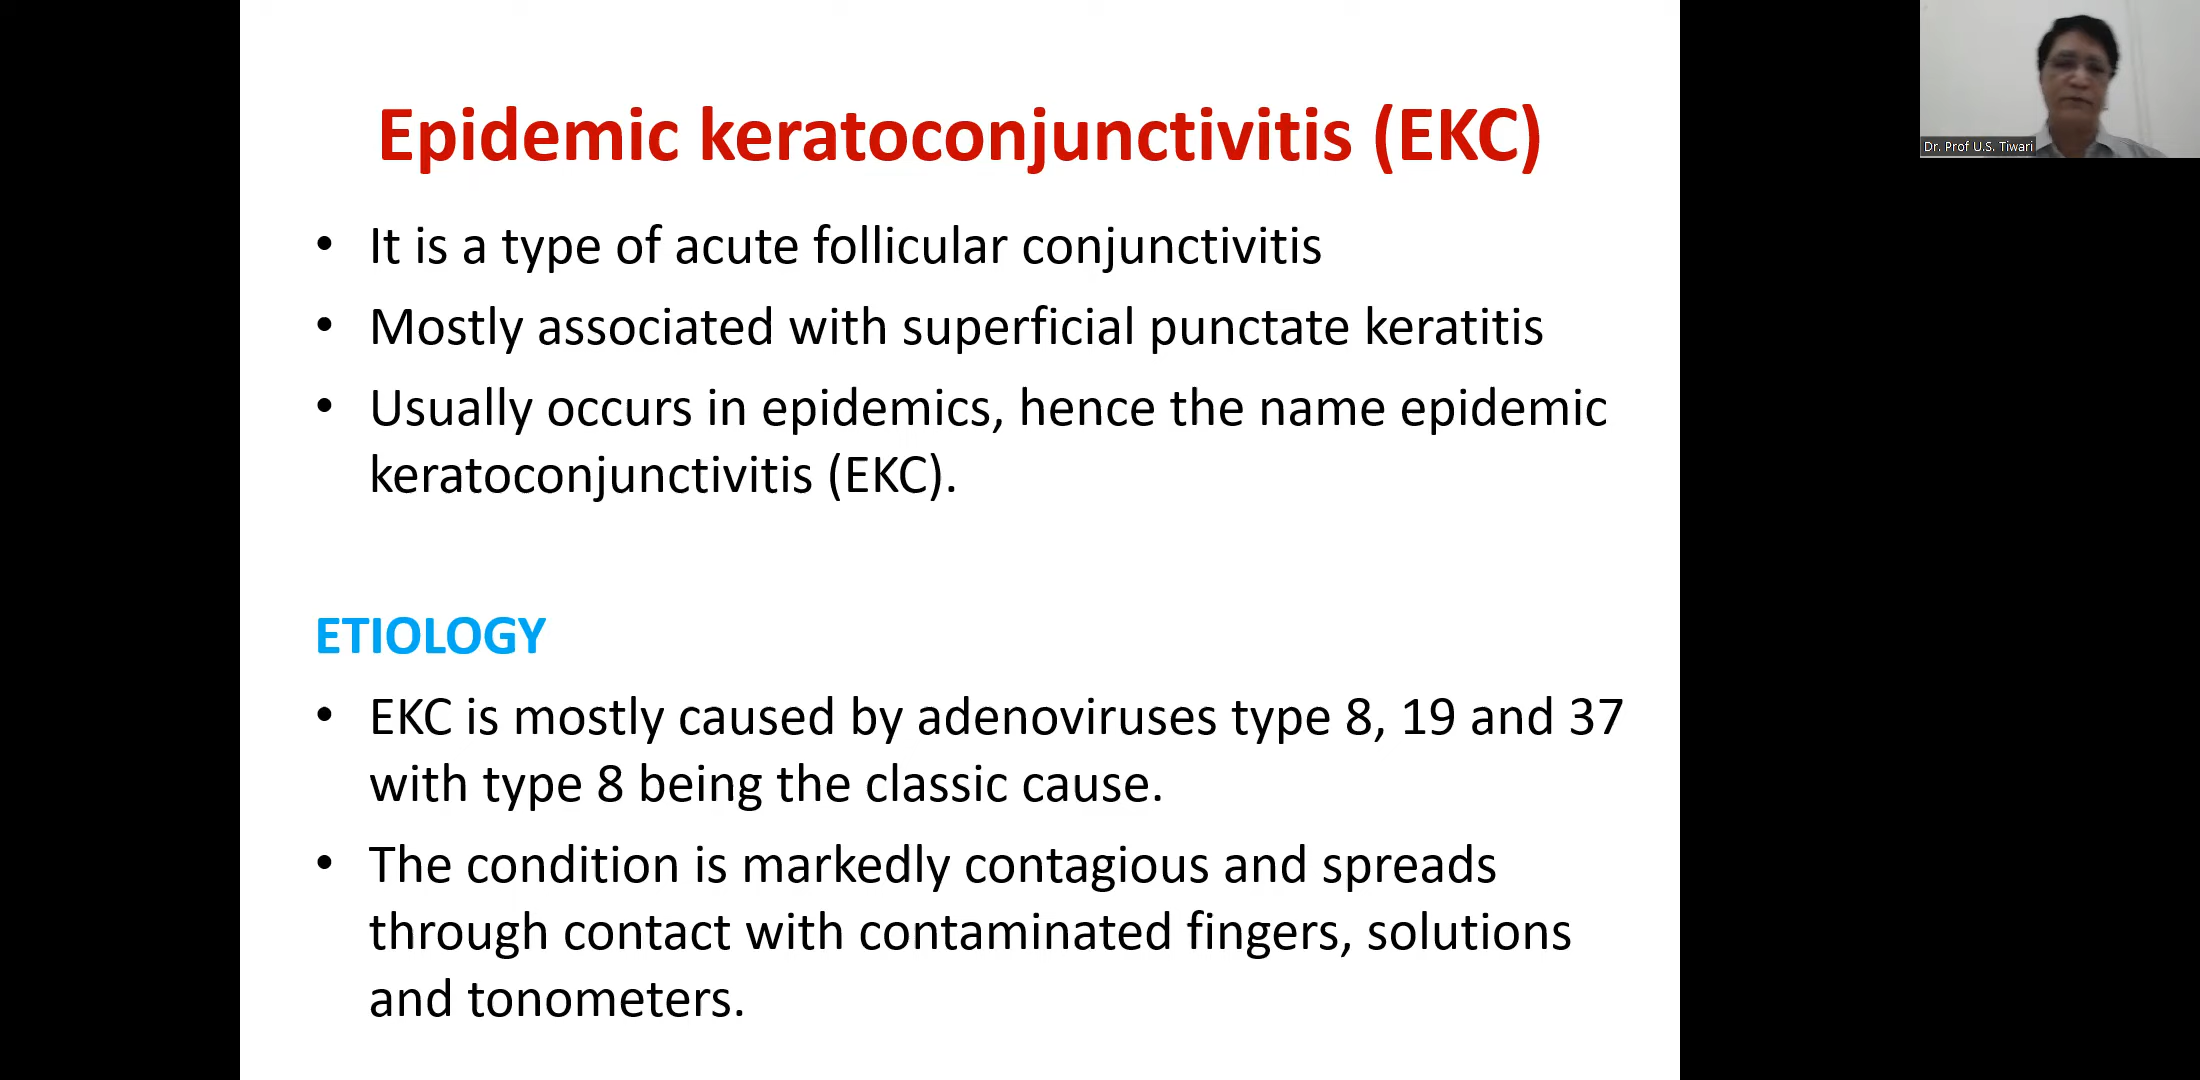 Epidemic keratoconjunctivitis (EKC)
• It is a type of acute follicular conjunctivitis
• Mostly associated with superficial punctate keratitis
• Usually occurs in epidemics, hence the name epidemic
keratoconjunctivitis (EKC).
ETIOLOGY
• EKC is mostly caused by adenoviruses type 8, 19 and 37
with type 8 being the classic cause.
• The condition is markedly contagious and spreads
through contact with contaminated fingers, solutions
and tonometers.
Dr. Prof U.S. Tiwari